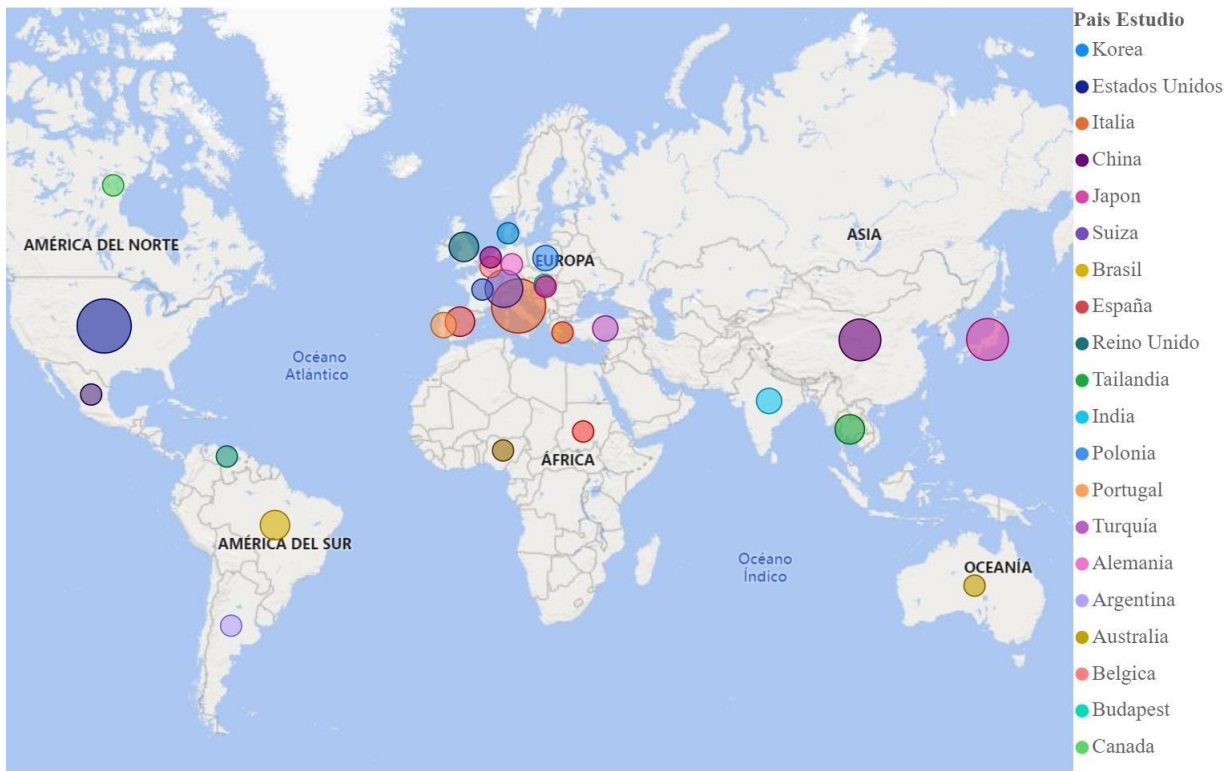 AMÉRICA DEL NORTE
EUROPA
ASIA
Océano
Atlántico
ÁFRICA
AMÉRICA DEL SUR
Océano
Índico
OCEANÍA
Pais Estudio
Korea
Estados Unidos
Italia
China
Japon
Suiza
Brasil
España
Reino Unido
Tailandia
India
Polonia
Portugal
Turquía
Alemania
Argentina
Australia
Belgica
Budapest
Canada